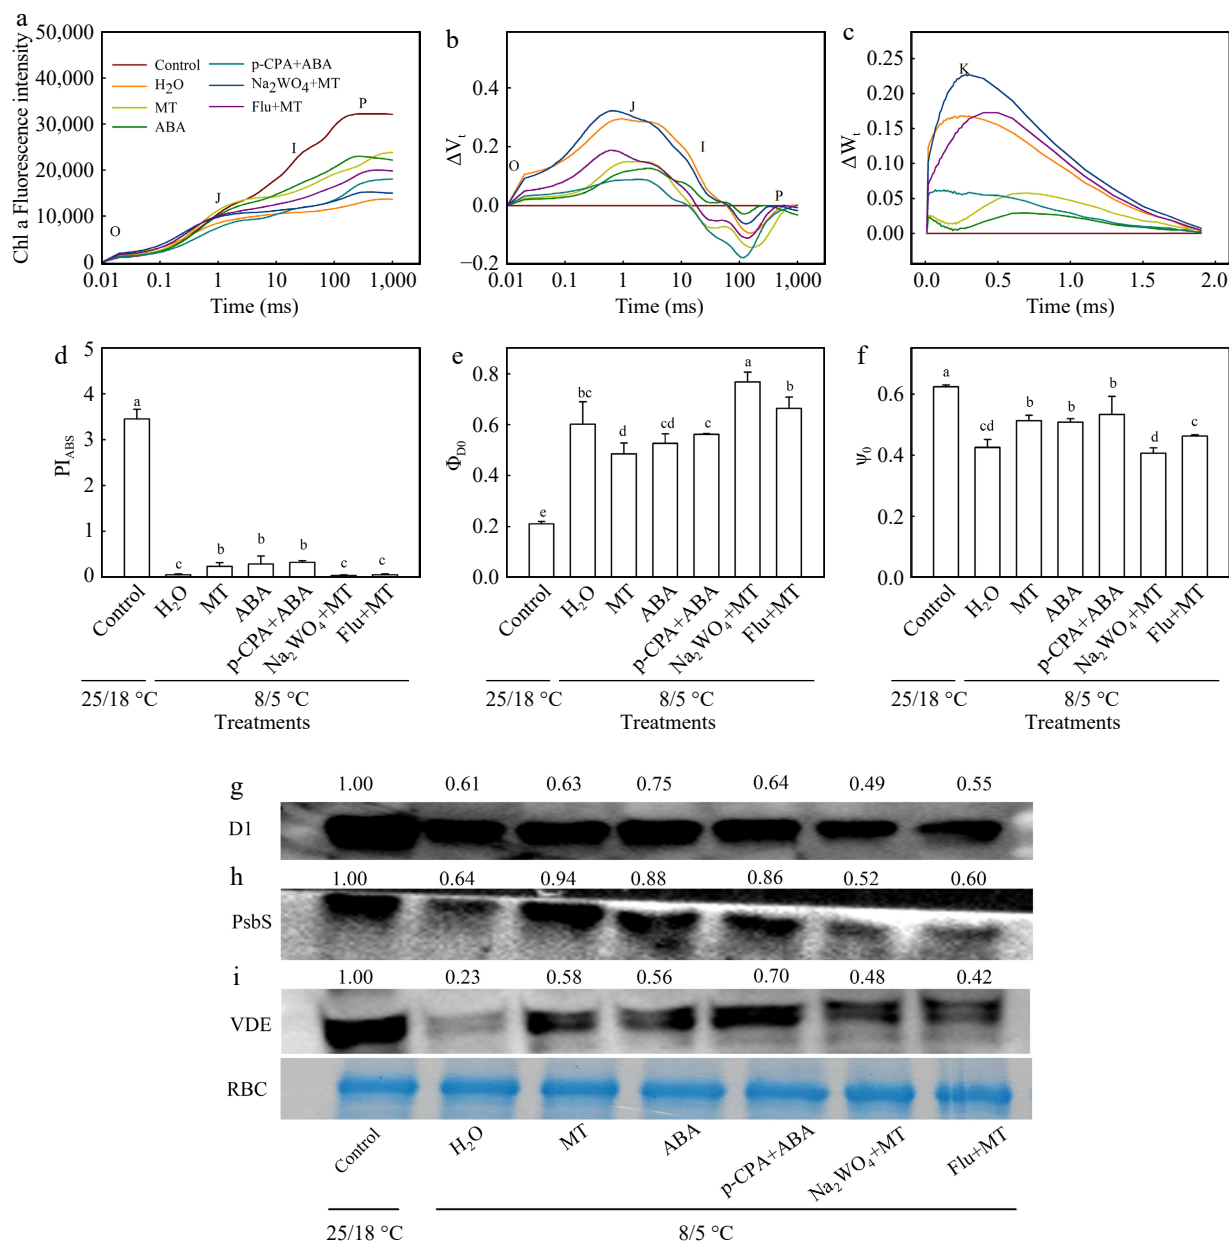 a
Chl a Fluorescence intensity
50,000
40,000
30,000
20,000
10,000
0
Control
H2O
MT
ABA
p-CPA+ABA
Na2WO4+MT
Flu+MT
O
J
I
P
0.01 0.1 1 10 100 1,000
Time (ms)
b
ΔVt
0.4
0.2
0.0
−0.2
O
J
I
P
0.01 0.1 1 10 100 1,000
Time (ms)
c
ΔWt
0.25
0.20
0.15
0.10
0.05
0.00
K
0.0 0.5 1.0 1.5 2.0
Time (ms)
d
PIABS
5
4
3
2
1
0
a c b b b c c
Control H2O MT ABA p-CPA+ABA Na2WO4+MT Flu+MT
25/18 °C 8/5 °C
Treatments
e
ΦD0
0.8
0.6
0.4
0.2
0.0
e bc d cd c a b
Control H2O MT ABA p-CPA+ABA Na2WO4+MT Flu+MT
25/18 °C 8/5 °C
Treatments
f
ψ0
0.6
0.4
0.2
0.0
a cd b b b d c
Control H2O MT ABA p-CPA+ABA Na2WO4+MT Flu+MT
25/18 °C 8/5 °C
Treatments
g 1.00 0.61 0.63 0.75 0.64 0.49 0.55
D1
h 1.00 0.64 0.94 0.88 0.86 0.52 0.60
PsbS
i 1.00 0.23 0.58 0.56 0.70 0.48 0.42
VDE
RBC
Control H2O MT ABA p-CPA+ABA Na2WO4+MT Flu+MT
25/18 °C 8/5 °C